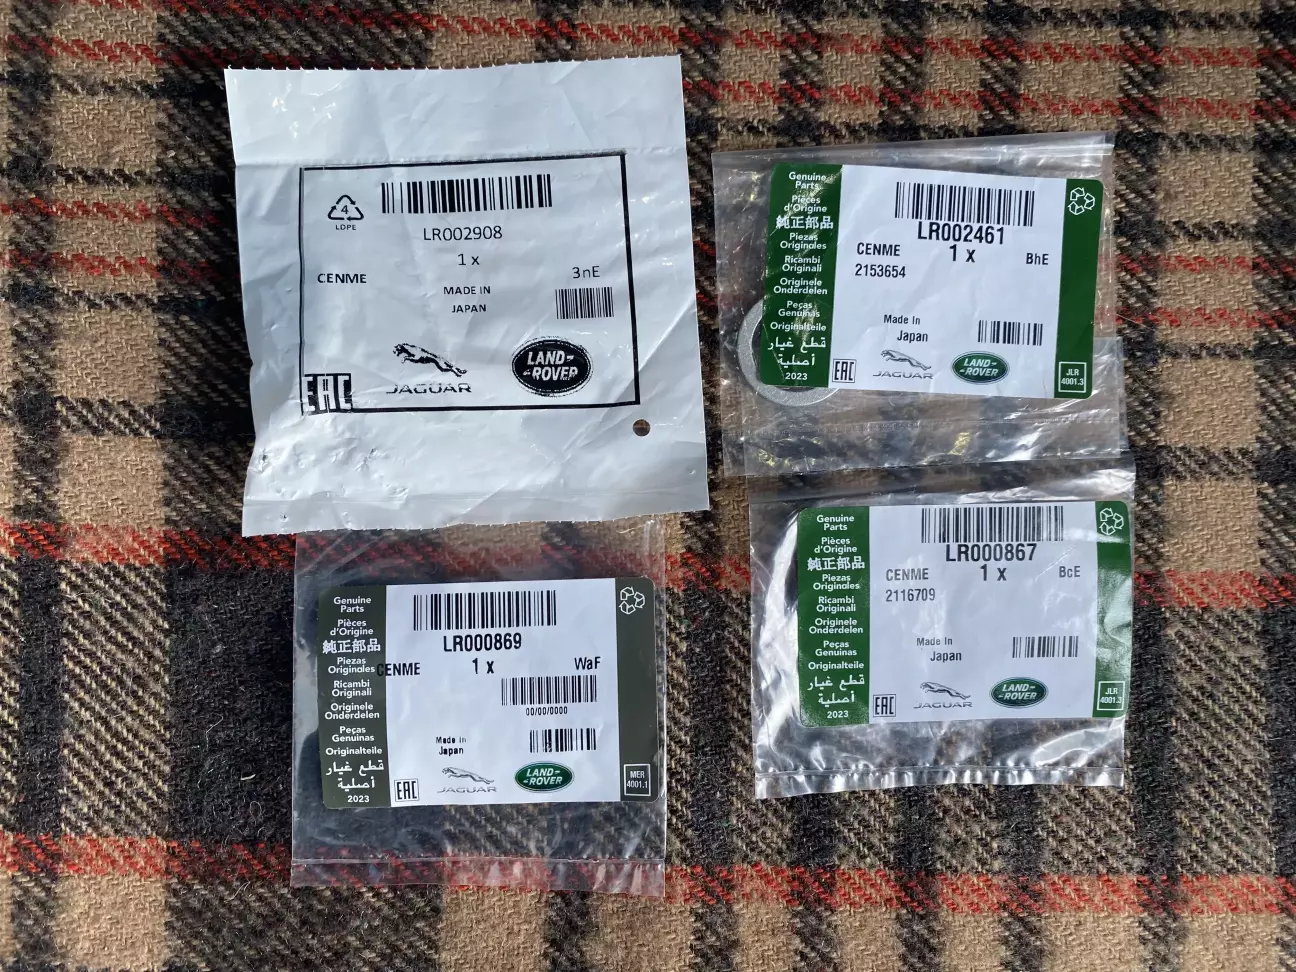 4
LDPE
LR002908
1 x
CENME
3nE
MADE IN
JAPAN
EAC
JAGUAR
LAND-
ROVER
Genuine
Parts
Pièces
d'Origine
純正部品
Piezas
Originales
Ricambi
Originali
Originele
Onderdelen
Peças
Genuinas
Originalteile
قطع غيار
أصلية
2023
LR002461
1 x
CENME
2153654
BhE
Made In
Japan
EAC
JAGUAR
LAND-
ROVER
JLR
4001.3
Genuine
Parts
Pièces
d'Origine
純正部品
Piezas
Originales
Ricambi
Originali
Originele
Onderdelen
Peças
Genuinas
Originalteile
قطع غيار
أصلية
2023
LR000869
1 x
CENME
WaF
00/00/0000
Made In
Japan
EAC
JAGUAR
LAND-
ROVER
MER
4001.1
Genuine
Parts
Pièces
d'Origine
純正部品
Piezas
Originales
Ricambi
Originali
Originele
Onderdelen
Peças
Genuinas
Originalteile
قطع غيار
أصلية
2023
LR000867
1 x
CENME
2116709
BcE
Made In
Japan
EAC
JAGUAR
LAND-
ROVER
JLR
4001.3